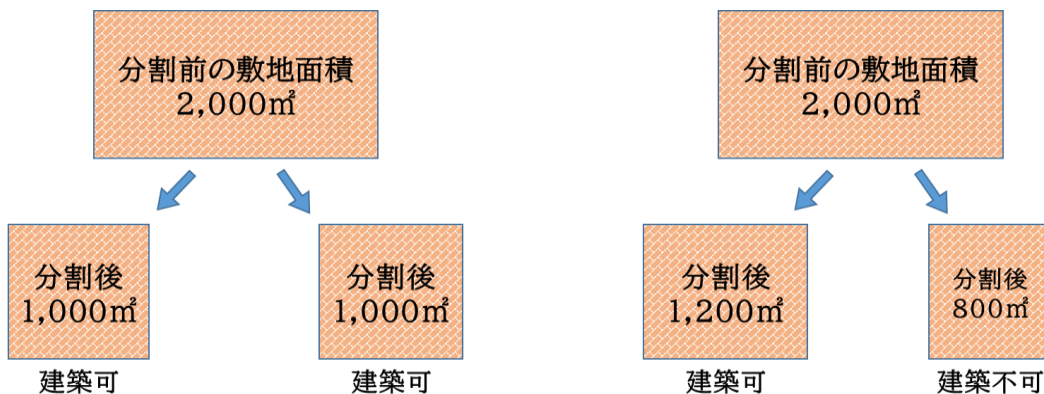 分割前の敷地面積
2,000㎡
分割後
1,000㎡
建築可
分割後
1,000㎡
建築可
分割前の敷地面積
2,000㎡
分割後
1,200㎡
建築可
分割後
800㎡
建築不可